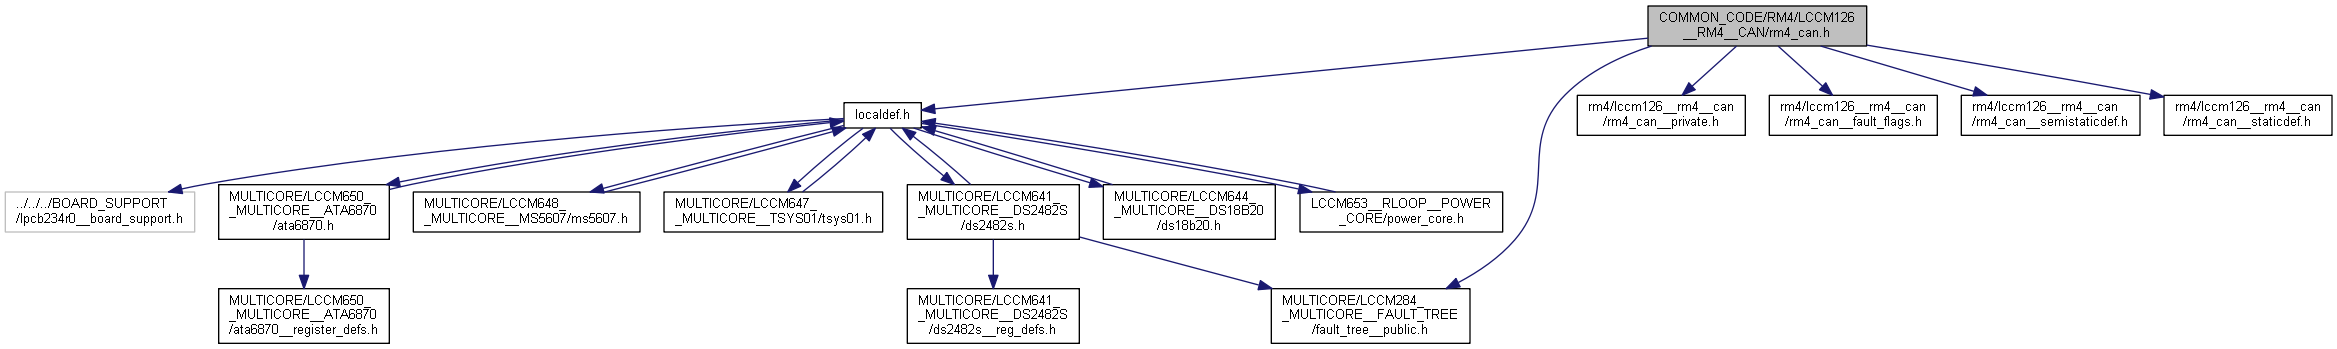 COMMON_CODE/RM4/LCCM126
__RM4__CAN/rm4_can.h
localdef.h
rm4/lccm126__rm4__can
/rm4_can__private.h
rm4/lccm126__rm4__can
/rm4_can__fault_flags.h
rm4/lccm126__rm4__can
/rm4_can__semistaticdef.h
rm4/lccm126__rm4__can
/rm4_can__staticdef.h
../../../BOARD_SUPPORT
/lpcb234r0__board_support.h
MULTICORE/LCCM650_
_MULTICORE__ATA6870
/ata6870.h
MULTICORE/LCCM648_
_MULTICORE__MS5607/ms5607.h
MULTICORE/LCCM647_
_MULTICORE__TSYS01/tsys01.h
MULTICORE/LCCM641_
_MULTICORE__DS2482S
/ds2482s.h
MULTICORE/LCCM644_
_MULTICORE__DS18B20
/ds18b20.h
LCCM653__RLOOP__POWER
_CORE/power_core.h
MULTICORE/LCCM650_
_MULTICORE__ATA6870
/ata6870__register_defs.h
MULTICORE/LCCM641_
_MULTICORE__DS2482S
/ds2482s__reg_defs.h
MULTICORE/LCCM284_
_MULTICORE__FAULT_TREE
/fault_tree__public.h